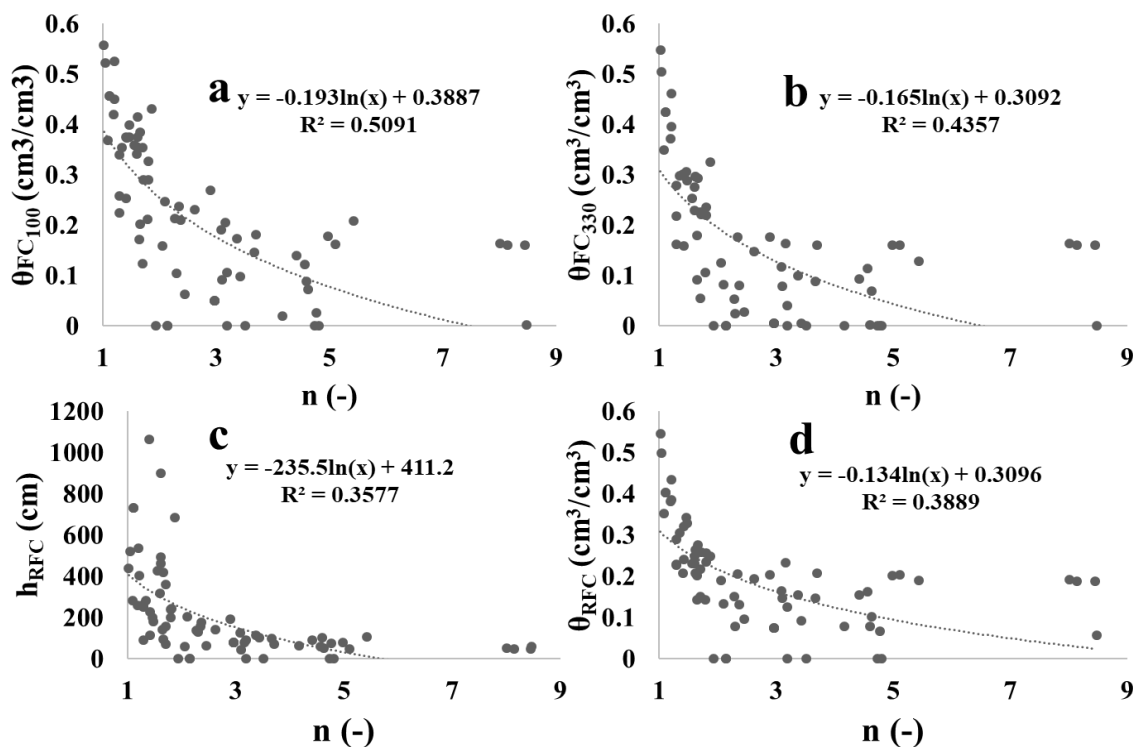 a
y = -0.193ln(x) + 0.3887
R² = 0.5091
θFC100 (cm3/cm3)
0.6
0.5
0.4
0.3
0.2
0.1
0
1 3 5 7 9
n (-)
b
y = -0.165ln(x) + 0.3092
R² = 0.4357
θFC330 (cm³/cm³)
0.6
0.5
0.4
0.3
0.2
0.1
0
1 3 5 7 9
n (-)
c
y = -235.5ln(x) + 411.2
R² = 0.3577
hRFC (cm)
1200
1000
800
600
400
200
0
1 3 5 7 9
n (-)
d
y = -0.134ln(x) + 0.3096
R² = 0.3889
θRFC (cm³/cm³)
0.6
0.5
0.4
0.3
0.2
0.1
0
1 3 5 7 9
n (-)